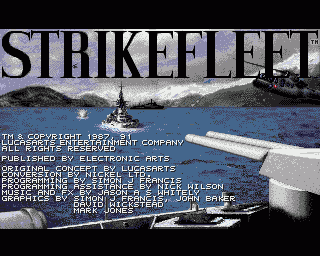 STRIKEFLEET™
TM & COPYRIGHT 1987, 91
LUCASARTS ENTERTAINMENT COMPANY
ALL RIGHTS RESERVED
PUBLISHED BY ELECTRONIC ARTS
ORIGINAL CONCEPT BY LUCASARTS
CONVERSION BY NICKEL LTD.
PROGRAMMING BY SIMON J FRANCIS
PROGRAMMING ASSISTANCE BY NICK WILSON
MUSIC AND FX BY JASON A S WHITELY
GRAPHICS BY SIMON J FRANCIS, JOHN BAKER
DAVID WICKSTEAD
MARK JONES